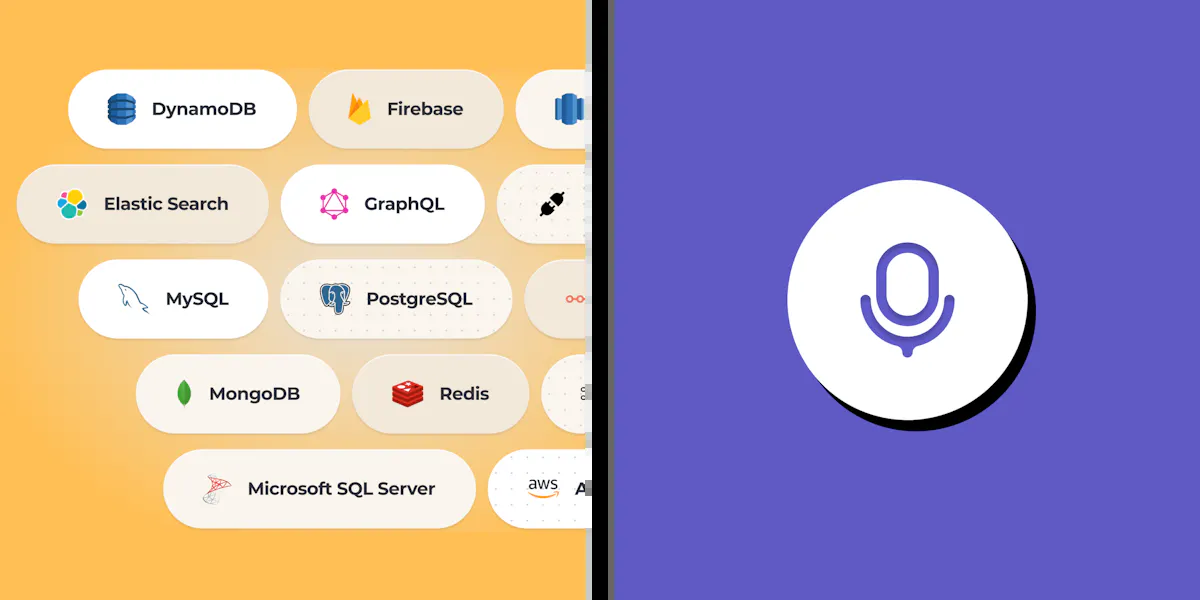 DynamoDB Firebase
Elastic Search GraphQL
MySQL PostgreSQL
MongoDB Redis
Microsoft SQL Server aws